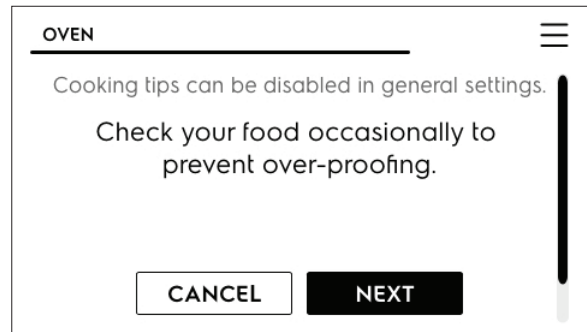 OVEN
Cooking tips can be disabled in general settings.
Check your food occasionally to
prevent over-proofing.
CANCEL
NEXT